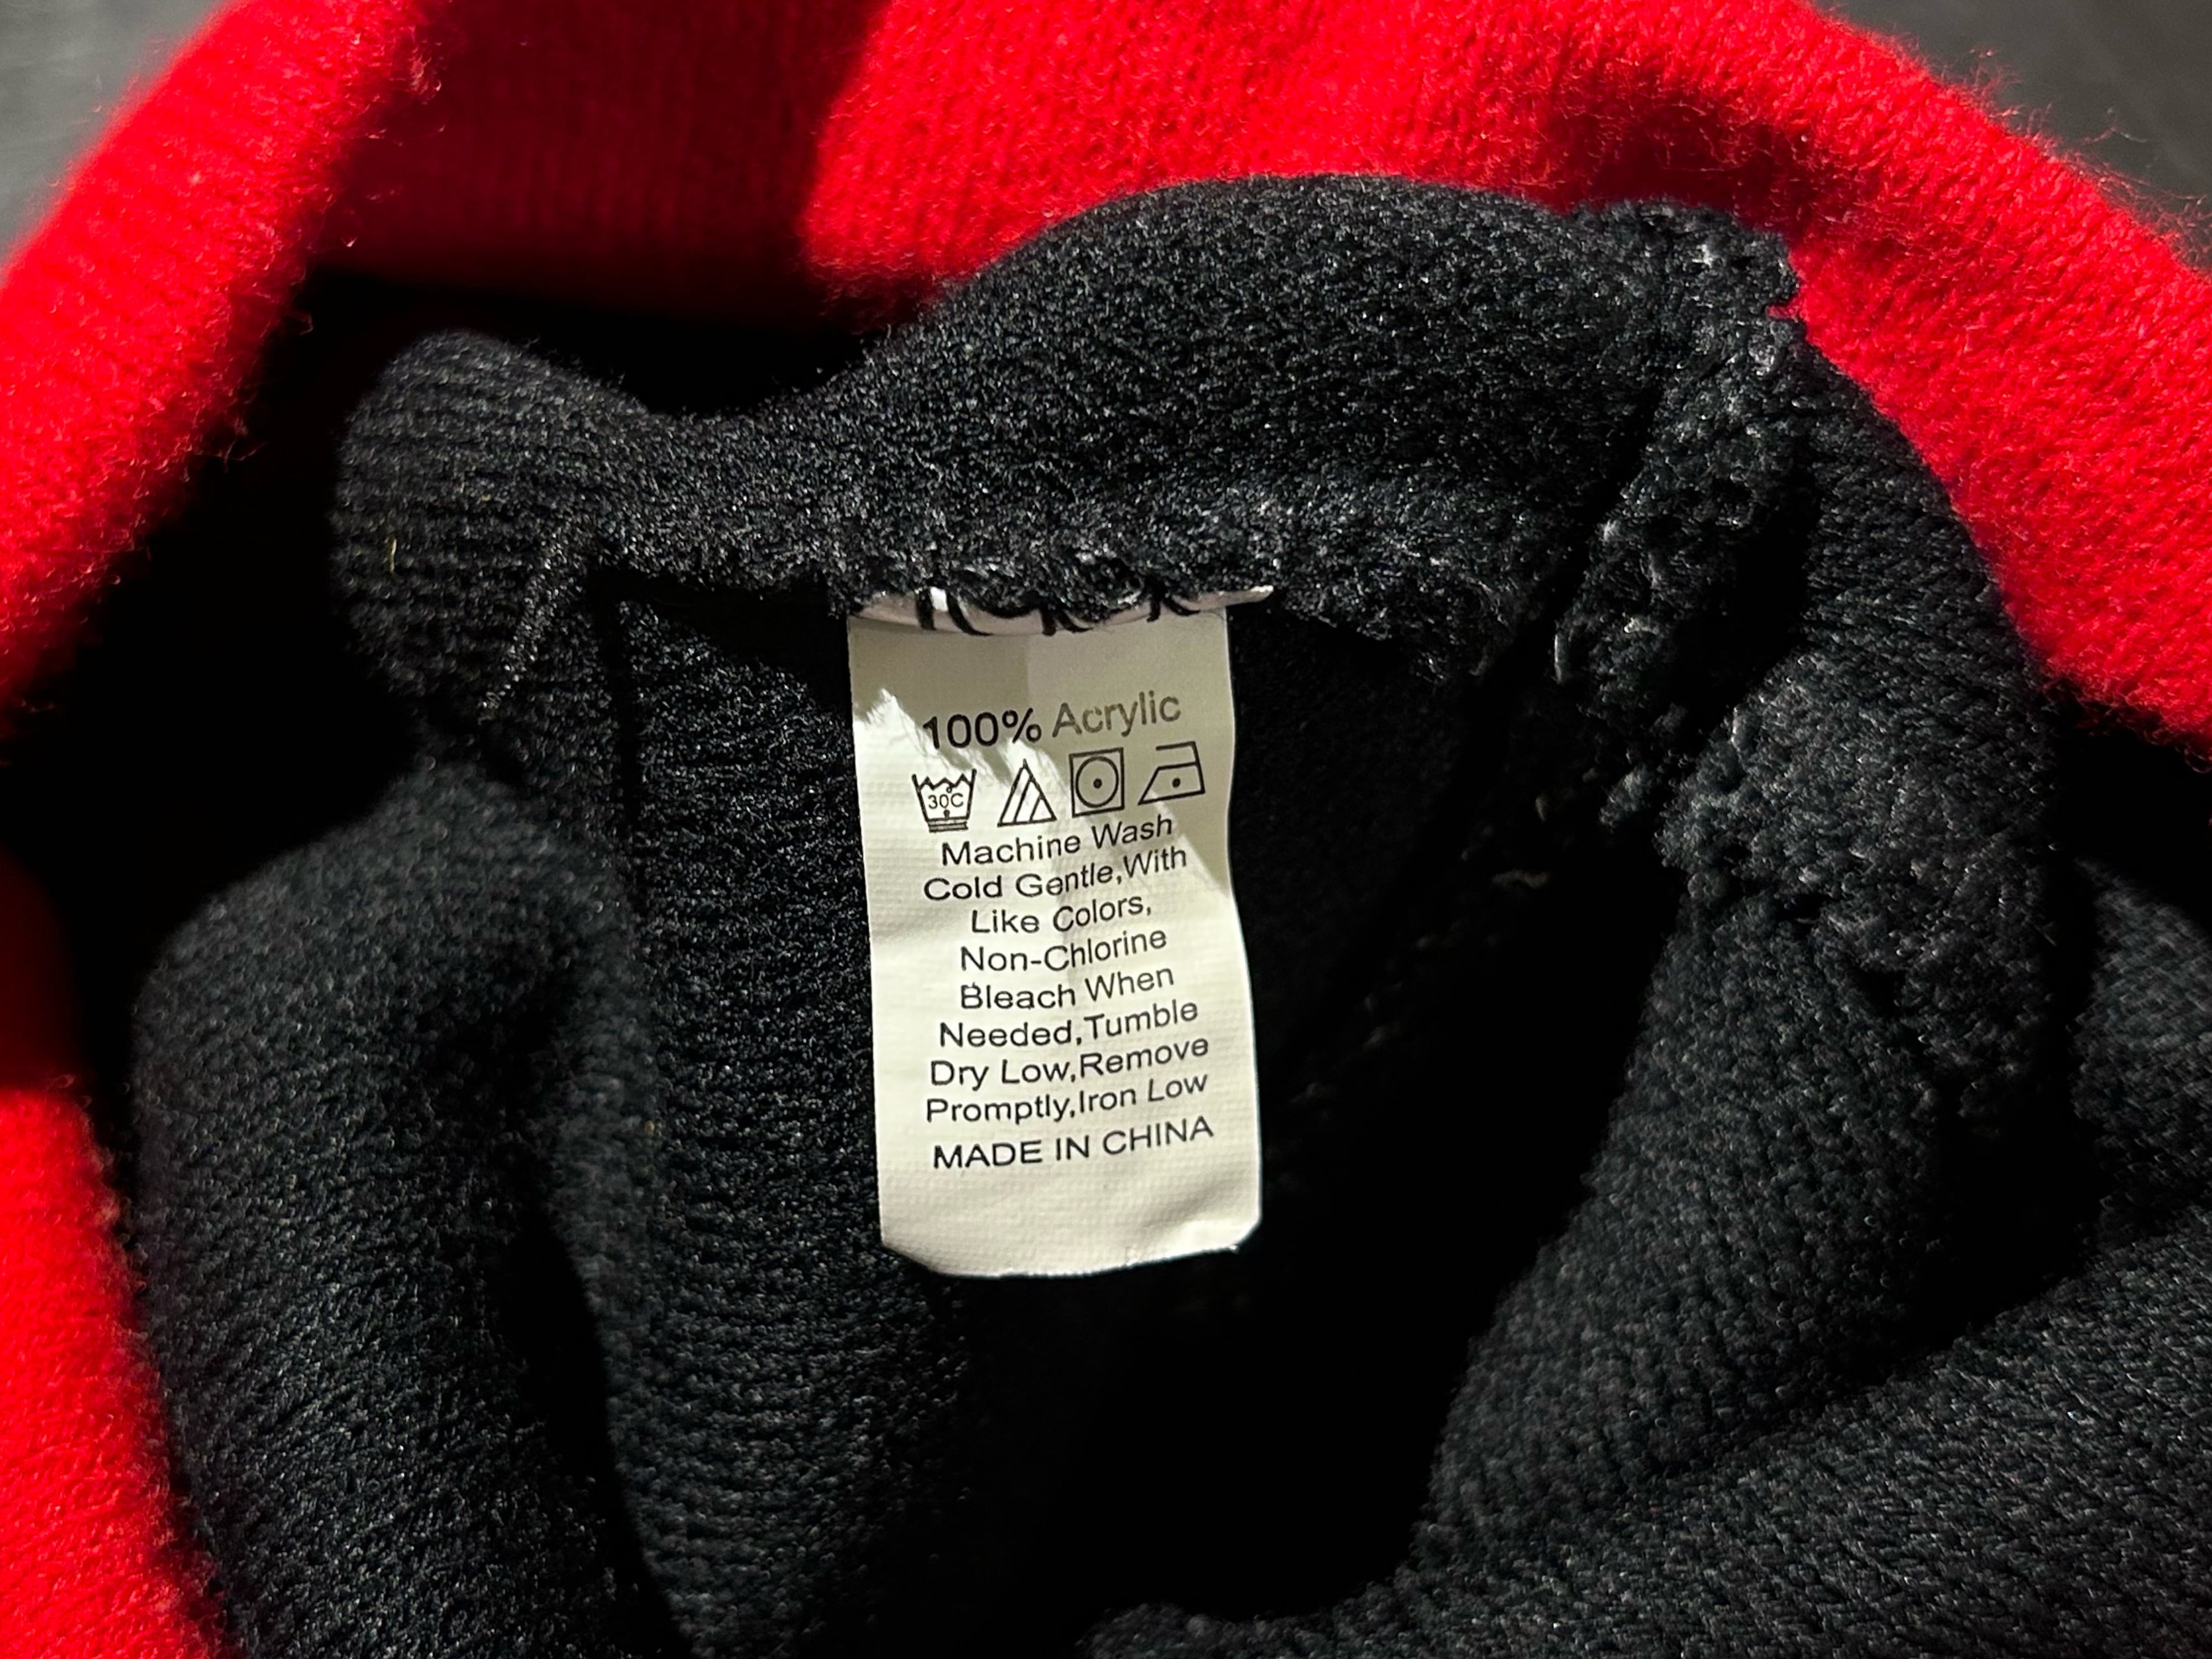 100% Acrylic
30C
Machine Wash
Cold Gentle,With
Like Colors,
Non-Chlorine
Bleach When
Needed,Tumble
Dry Low,Remove
Promptly,Iron Low
MADE IN CHINA